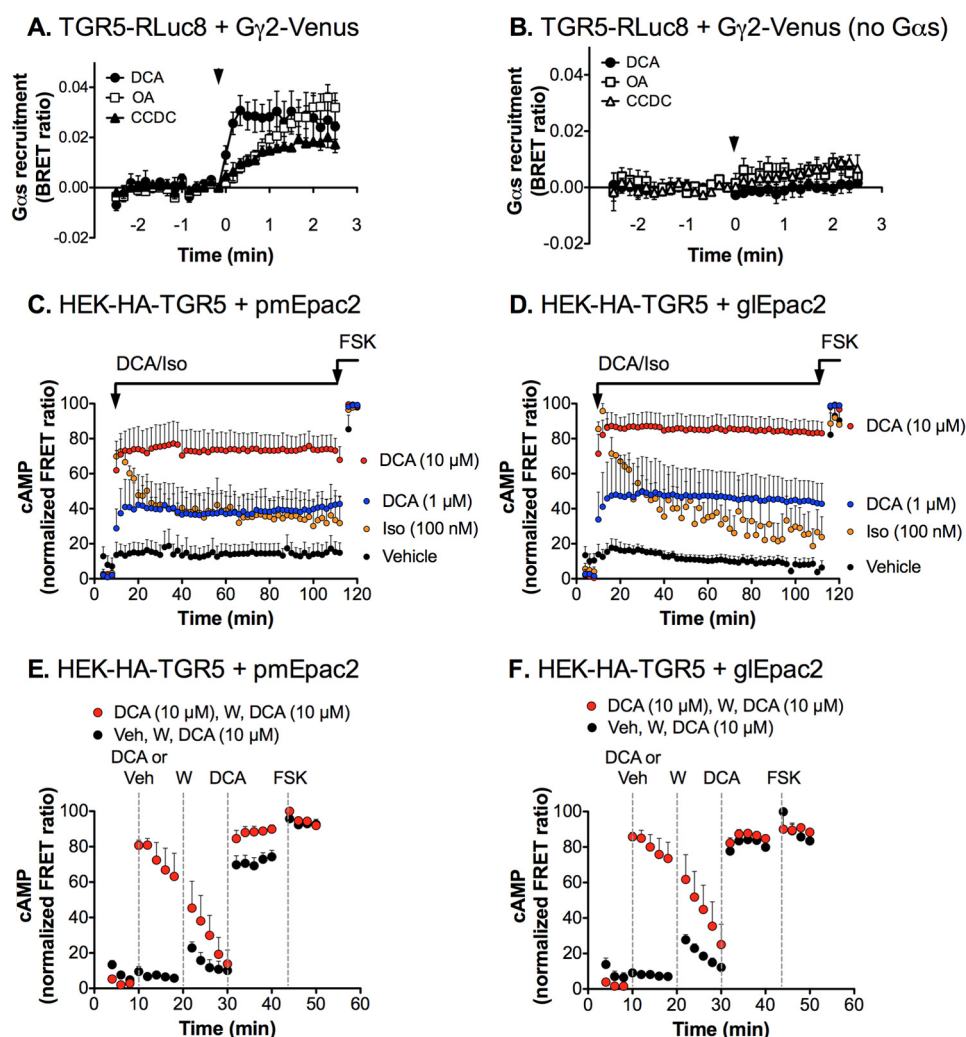 A. TGR5-RLuc8 + Gγ2-Venus
Gαs recruitment
(BRET ratio)
0.04
0.02
0.00
-0.02
DCA
OA
CCDC
-2
-1
0
1
2
3
Time (min)
B. TGR5-RLuc8 + Gγ2-Venus (no Gαs)
Gαs recruitment
(BRET ratio)
0.04
0.02
0.00
-0.02
DCA
OA
CCDC
-2
-1
0
1
2
3
Time (min)
C. HEK-HA-TGR5 + pmEpac2
FSK
DCA/Iso
cAMP
(normalized FRET ratio)
100
80
60
40
20
0
DCA (10 µM)
DCA (1 µM)
Iso (100 nM)
Vehicle
0
20
40
60
80
100
120
Time (min)
D. HEK-HA-TGR5 + glEpac2
FSK
DCA/Iso
cAMP
(normalized FRET ratio)
100
80
60
40
20
0
DCA (10 µM)
DCA (1 µM)
Iso (100 nM)
Vehicle
0
20
40
60
80
100
120
Time (min)
E. HEK-HA-TGR5 + pmEpac2
DCA (10 µM), W, DCA (10 µM)
Veh, W, DCA (10 µM)
DCA or
Veh
W
DCA
FSK
cAMP
(normalized FRET ratio)
100
80
60
40
20
0
0
10
20
30
40
50
60
Time (min)
F. HEK-HA-TGR5 + glEpac2
DCA (10 µM), W, DCA (10 µM)
Veh, W, DCA (10 µM)
DCA or
Veh
W
DCA
FSK
cAMP
(normalized FRET ratio)
100
80
60
40
20
0
0
10
20
30
40
50
60
Time (min)